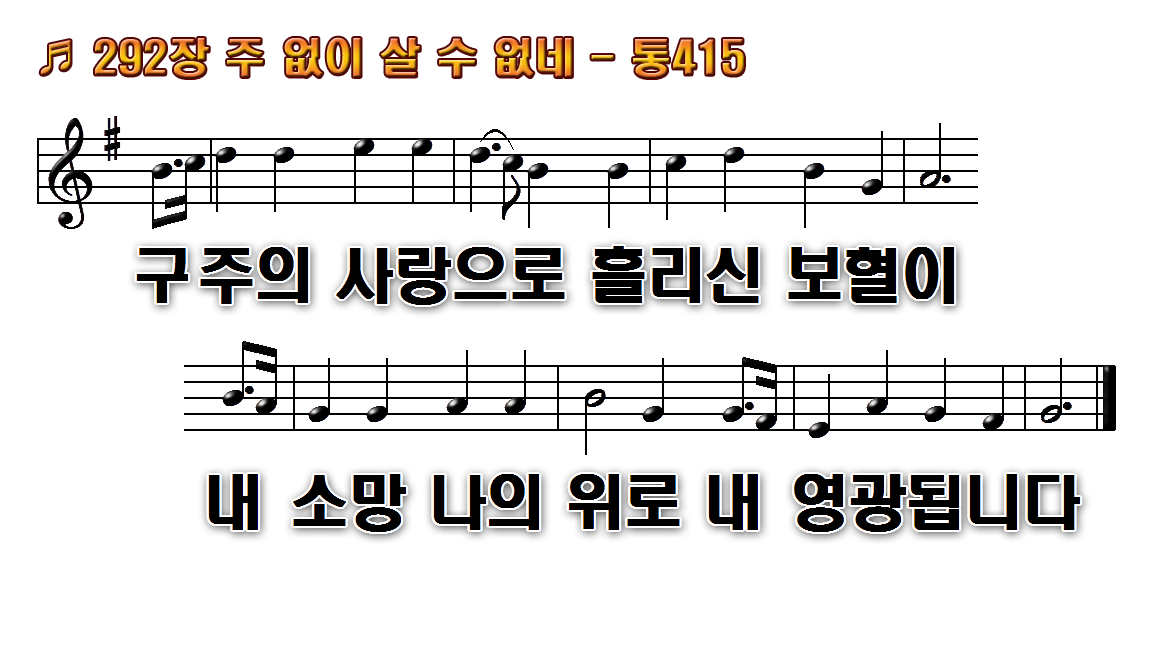 ♬ 292장 주 없이 살 수 없네 - 통415
구주의 사랑으로 흘리신 보혈이
내 소망 나의 위로 내 영광됩니다